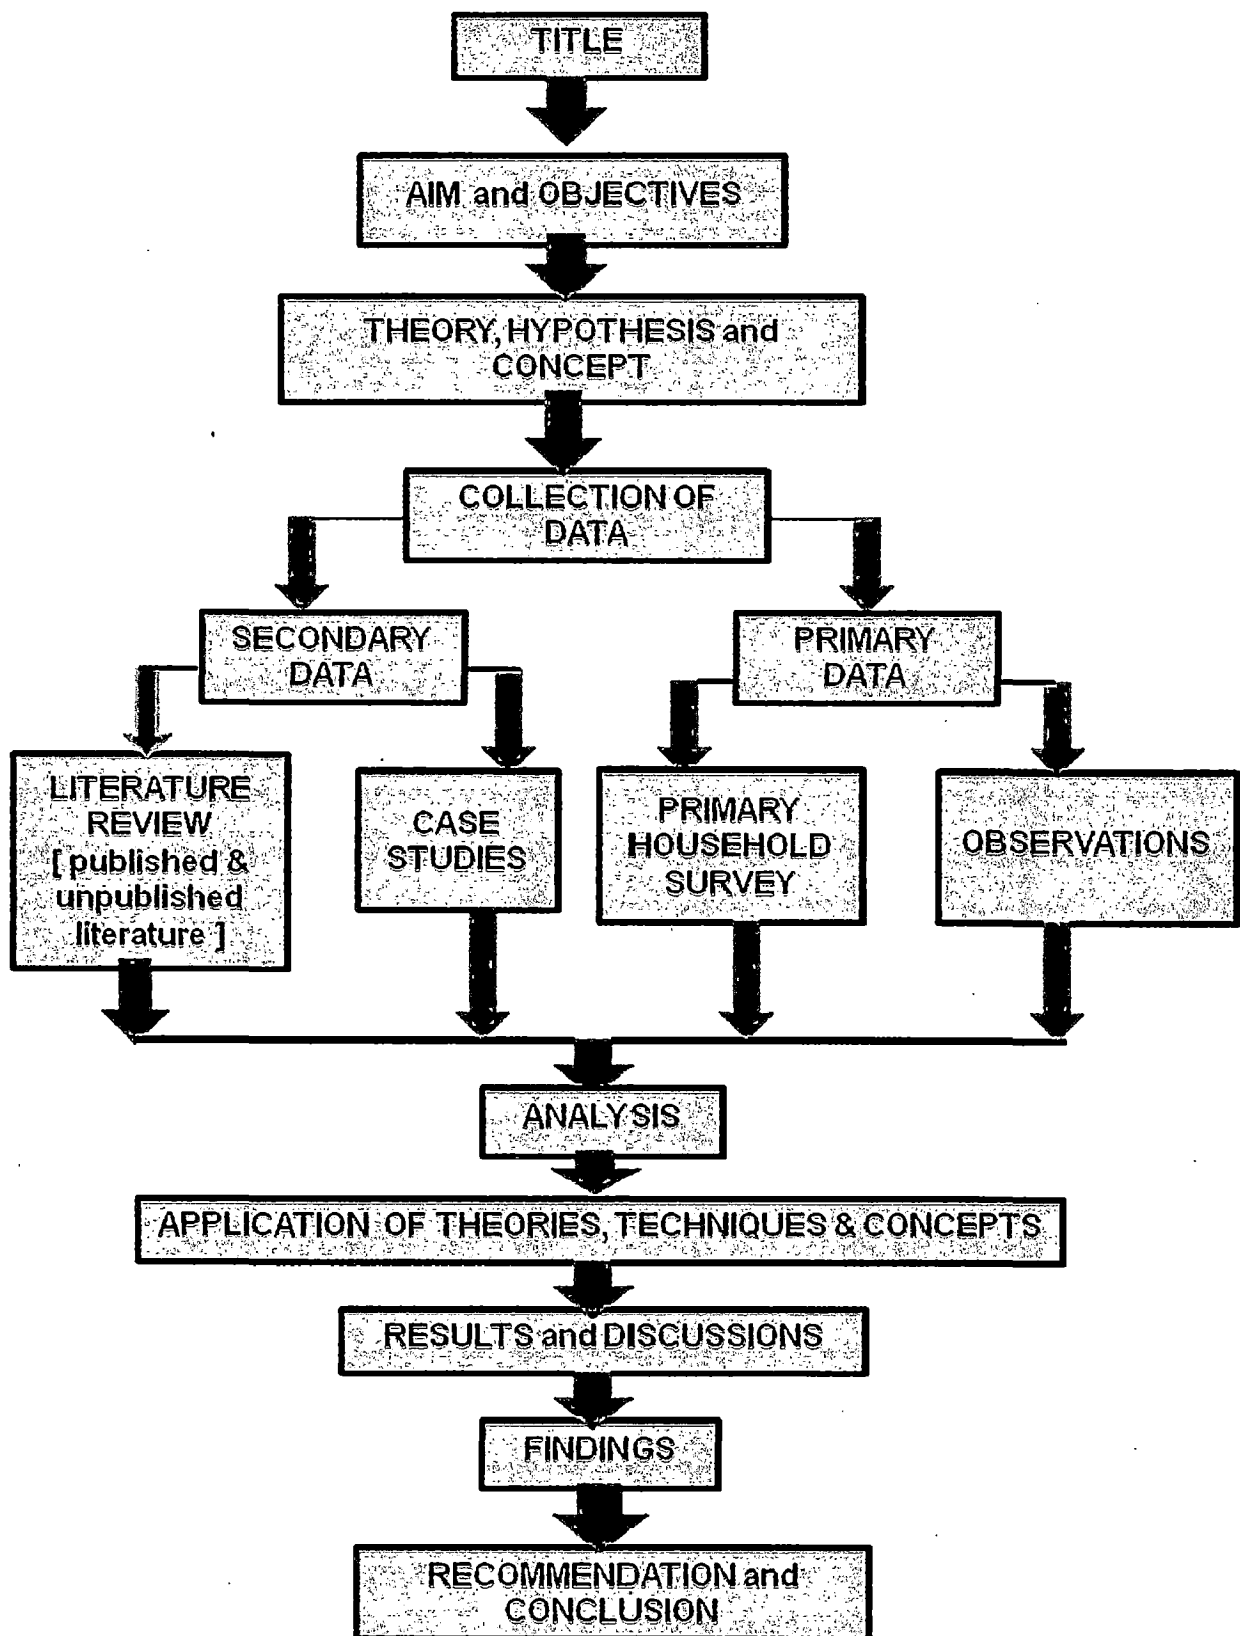 TITLE
AIM and OBJECTIVES
THEORY, HYPOTHESIS and
CONCEPT
COLLECTION OF
DATA
SECONDARY
DATA
PRIMARY
DATA
LITERATURE
REVIEW
[ published &
unpublished
literature ]
CASE
STUDIES
PRIMARY
HOUSEHOLD
SURVEY
OBSERVATIONS
ANALYSIS
APPLICATION OF THEORIES, TECHNIQUES & CONCEPTS
RESULTS and DISCUSSIONS
FINDINGS
RECOMMENDATION and
CONCLUSION